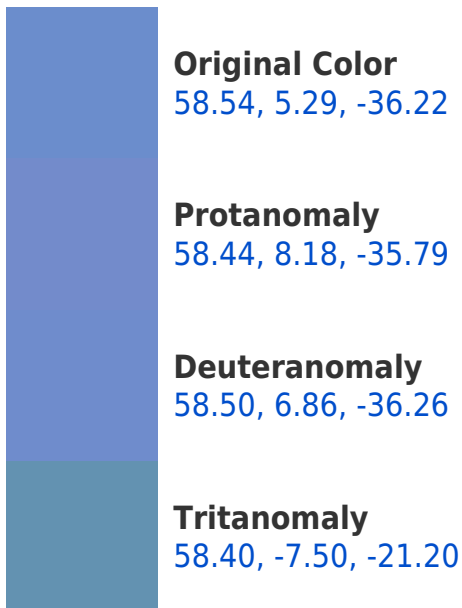 Original Color
58.54, 5.29, -36.22
Protanomaly
58.44, 8.18, -35.79
Deuteranomaly
58.50, 6.86, -36.26
Tritanomaly
58.40, -7.50, -21.20